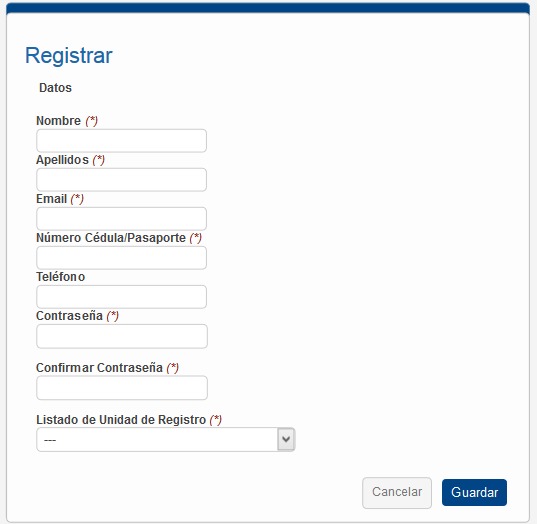 Registrar
Datos
Nombre (*)
Apellidos (*)
Email (*)
Número Cédula/Pasaporte (*)
Teléfono
Contraseña (*)
Confirmar Contraseña (*)
Listado de Unidad de Registro (*)
---
Cancelar Guardar